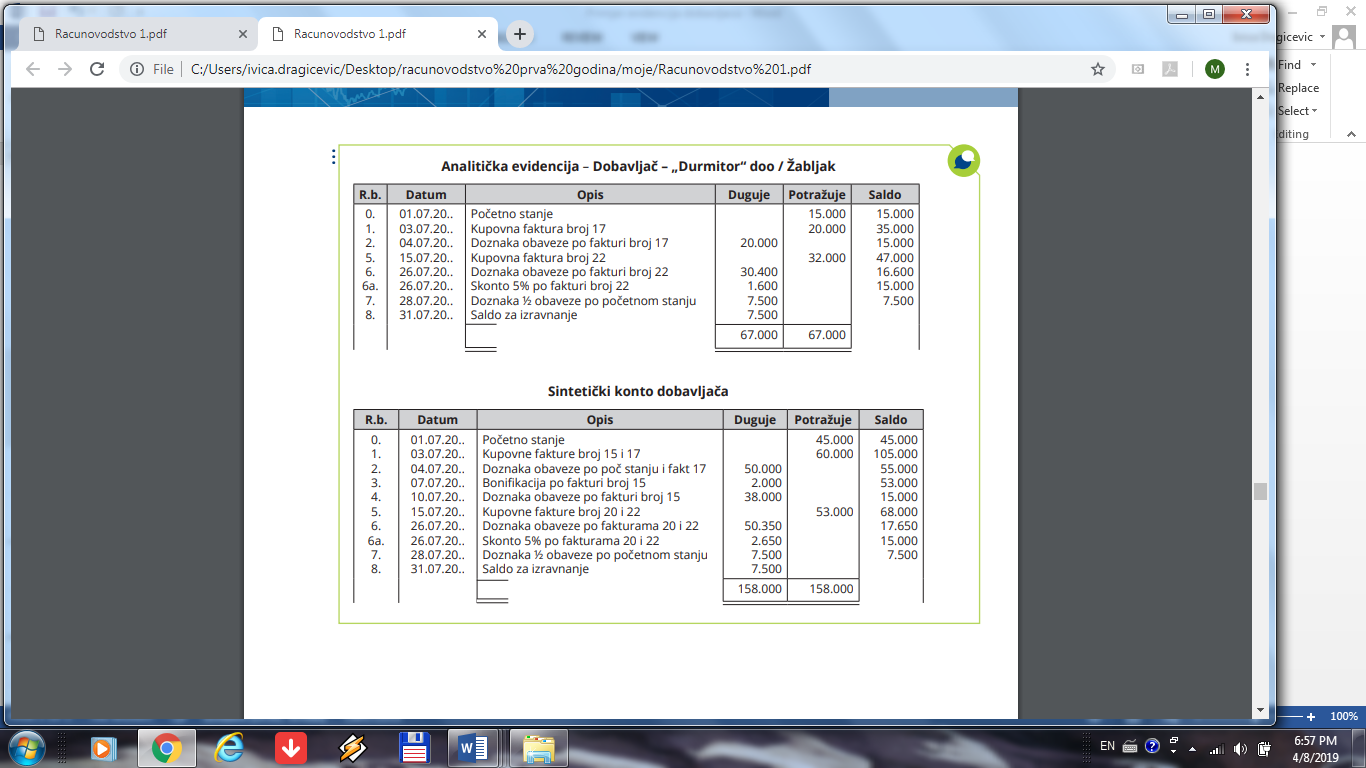 Racunovodstvo 1.pdf
Racunovodstvo 1.pdf
File | C:/Users/ivica.dragicevic/Desktop/racunovodstvo%20prva%20godina/moje/Racunovodstvo%201.pdf
M
gicevic
Find
Replace
Select
diting
Analitička evidencija – Dobavljač – „Durmitor“ doo / Žabljak
R.b. Datum Opis Duguje Potražuje Saldo
0. 01.07.20.. Početno stanje 15.000 15.000
1. 03.07.20.. Kupovna faktura broj 17 20.000 35.000
2. 04.07.20.. Doznaka obaveze po fakturi broj 17 20.000 15.000
5. 15.07.20.. Kupovna faktura broj 22 32.000 47.000
6. 26.07.20.. Doznaka obaveze po fakturi broj 22 30.400 16.600
6a. 26.07.20.. Skonto 5% po fakturi broj 22 1.600 15.000
7. 28.07.20.. Doznaka ½ obaveze po početnom stanju 7.500 7.500
8. 31.07.20.. Saldo za izravnanje 7.500
67.000 67.000
Sintetički konto dobavljača
R.b. Datum Opis Duguje Potražuje Saldo
0. 01.07.20.. Početno stanje 45.000 45.000
1. 03.07.20.. Kupovne fakture broj 15 i 17 60.000 105.000
2. 04.07.20.. Doznaka obaveze po poč stanju i fakt 17 50.000 55.000
3. 07.07.20.. Bonifikacija po fakturi broj 15 2.000 53.000
4. 10.07.20.. Doznaka obaveze po fakturi broj 15 38.000 15.000
5. 15.07.20.. Kupovne fakture broj 20 i 22 53.000 68.000
6. 26.07.20.. Doznaka obaveze po fakturama 20 i 22 50.350 17.650
6a. 26.07.20.. Skonto 5% po fakturama 20 i 22 2.650 15.000
7. 28.07.20.. Doznaka ½ obaveze po početnom stanju 7.500 7.500
8. 31.07.20.. Saldo za izravnanje 7.500
158.000 158.000
100%
EN
6:57 PM
4/8/2019